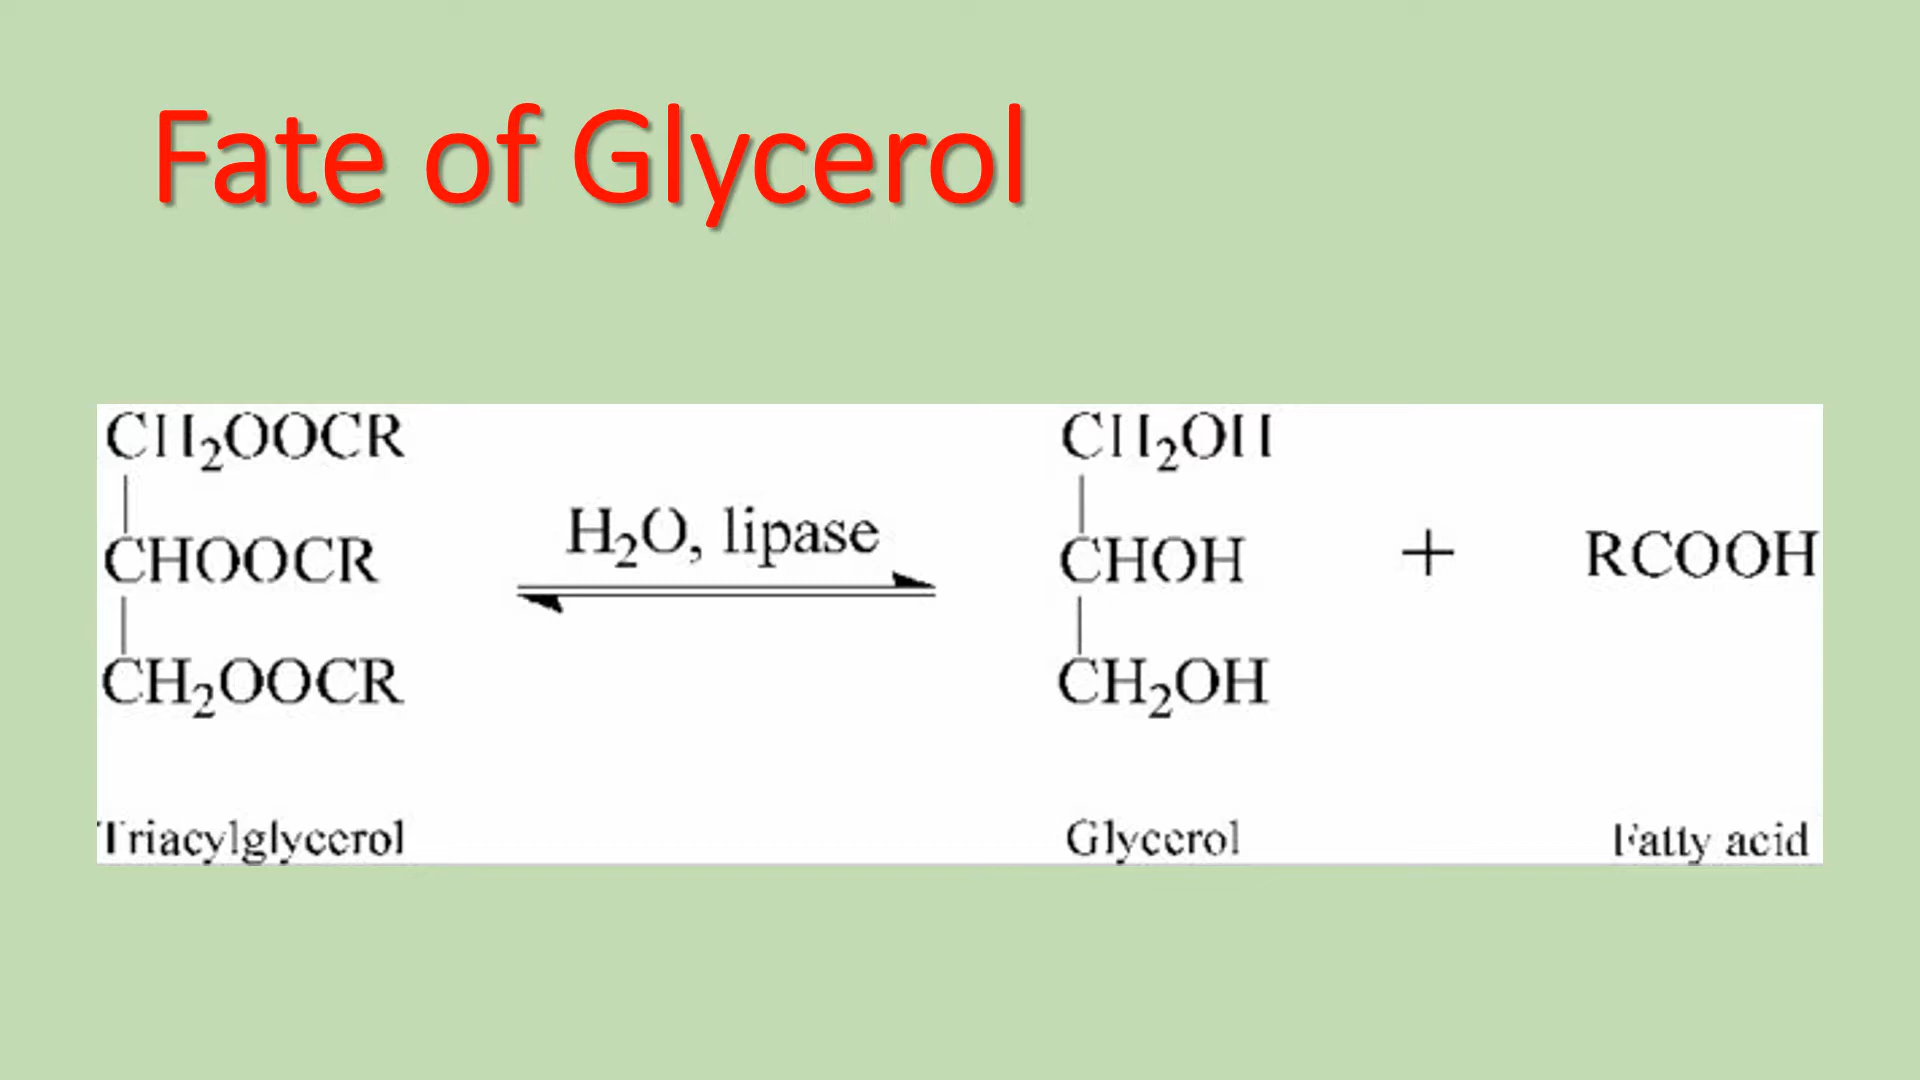 Fate of Glycerol
CH₂OOCR
CHOOCR
CH₂OOCR
H₂O, lipase
CH₂OH
CHOH
CH₂OH
+
RCOOH
Triacylglycerol
Glycerol
Fatty acid